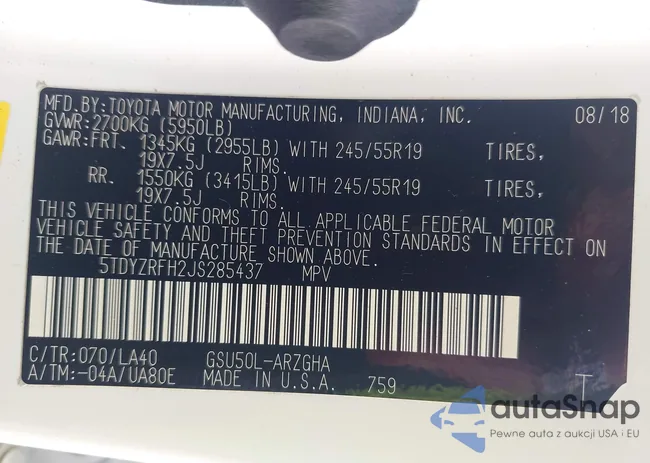 MFD.BY:TOYOTA MOTOR MANUFACTURING, INDIANA, INC. 08/18
GVWR:2700KG (5950LB)
GAWR:FRT. 1345KG (2955LB) WITH 245/55R19 TIRES,
19X7.5J RIMS.
RR. 1550KG (3415LB) WITH 245/55R19 TIRES,
19X7.5J RIMS.
THIS VEHICLE CONFORMS TO ALL APPLICABLE FEDERAL MOTOR
VEHICLE SAFETY AND THEFT PREVENTION STANDARDS IN EFFECT ON
THE DATE OF MANUFACTURE SHOWN ABOVE.
5TDYZRFH2JS285437 MPV
C/TR:070/LA40 GSU50L-ARZGHA
A/TM:-04A/UA80E MADE IN U.S.A. 759 T
autaSnap
Pewne auta z aukcji USA i EU